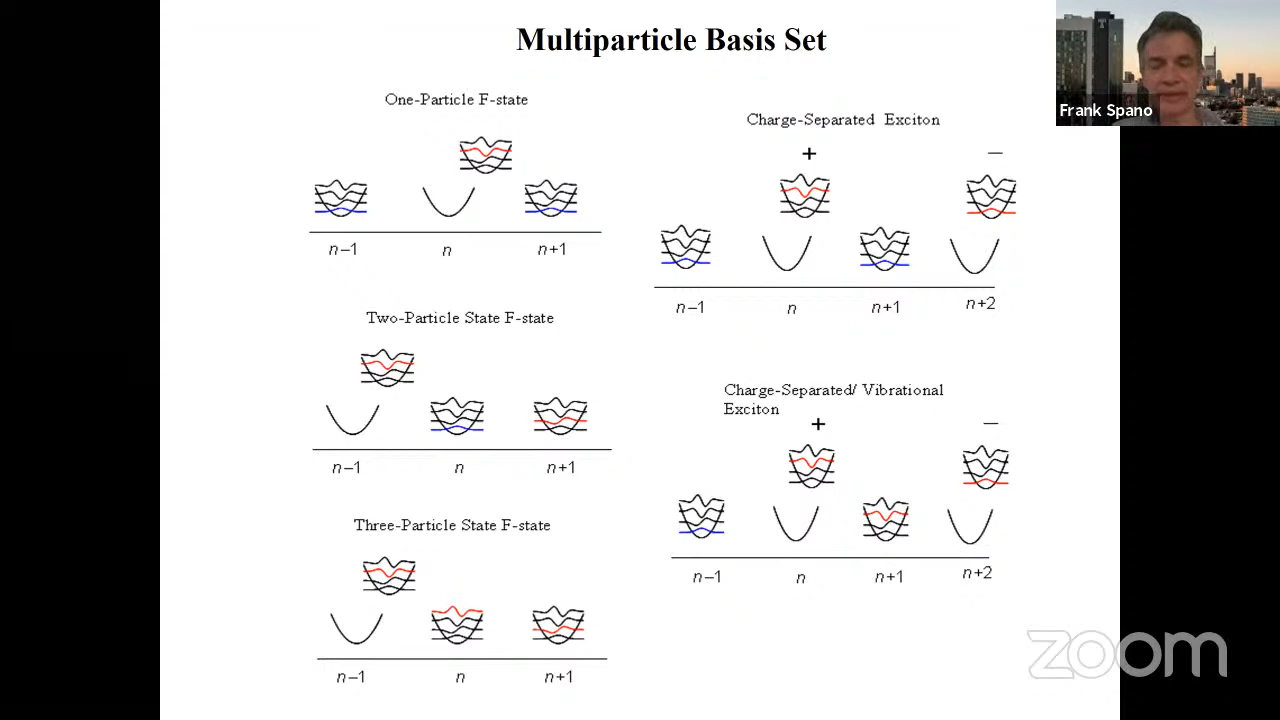 Multiparticle Basis Set
Frank Spano
One-Particle F-state
n−1 n n+1
Two-Particle State F-state
n−1 n n+1
Three-Particle State F-state
n−1 n n+1
Charge-Separated Exciton
+ −
n−1 n n+1 n+2
Charge-Separated/ Vibrational
Exciton
+ −
n−1 n n+1 n+2
zoom